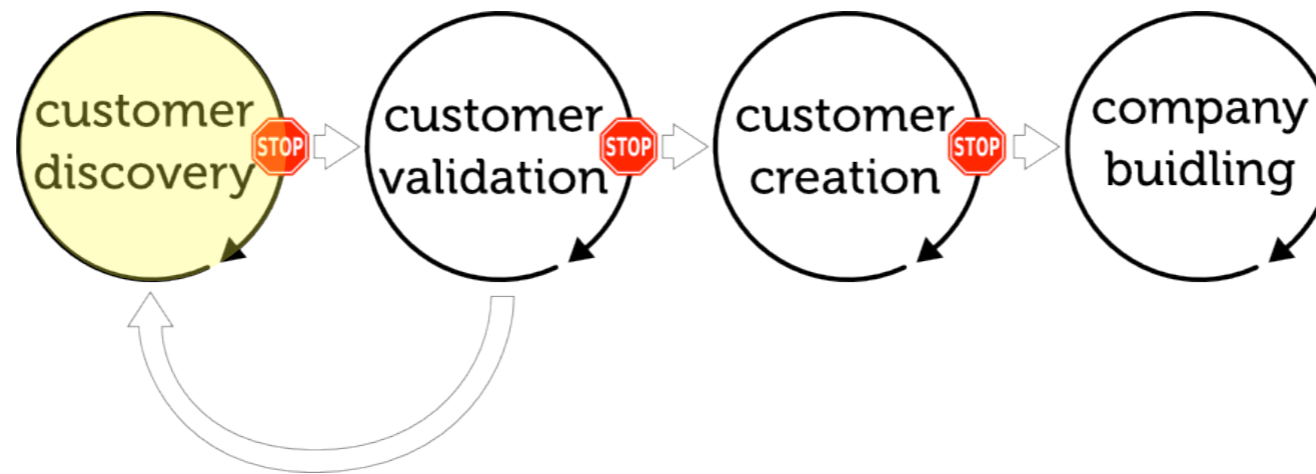 customer
discovery
STOP
customer
validation
STOP
customer
creation
STOP
company
buidling